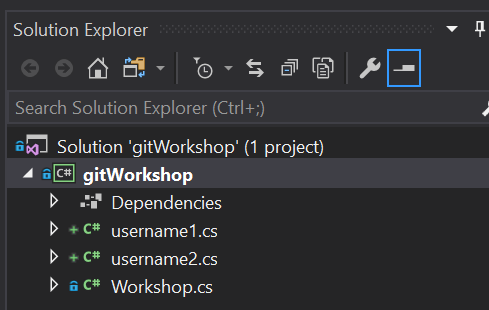 Solution Explorer
Search Solution Explorer (Ctrl+;)
Solution 'gitWorkshop' (1 project)
C# gitWorkshop
Dependencies
+ C# username1.cs
+ C# username2.cs
C# Workshop.cs